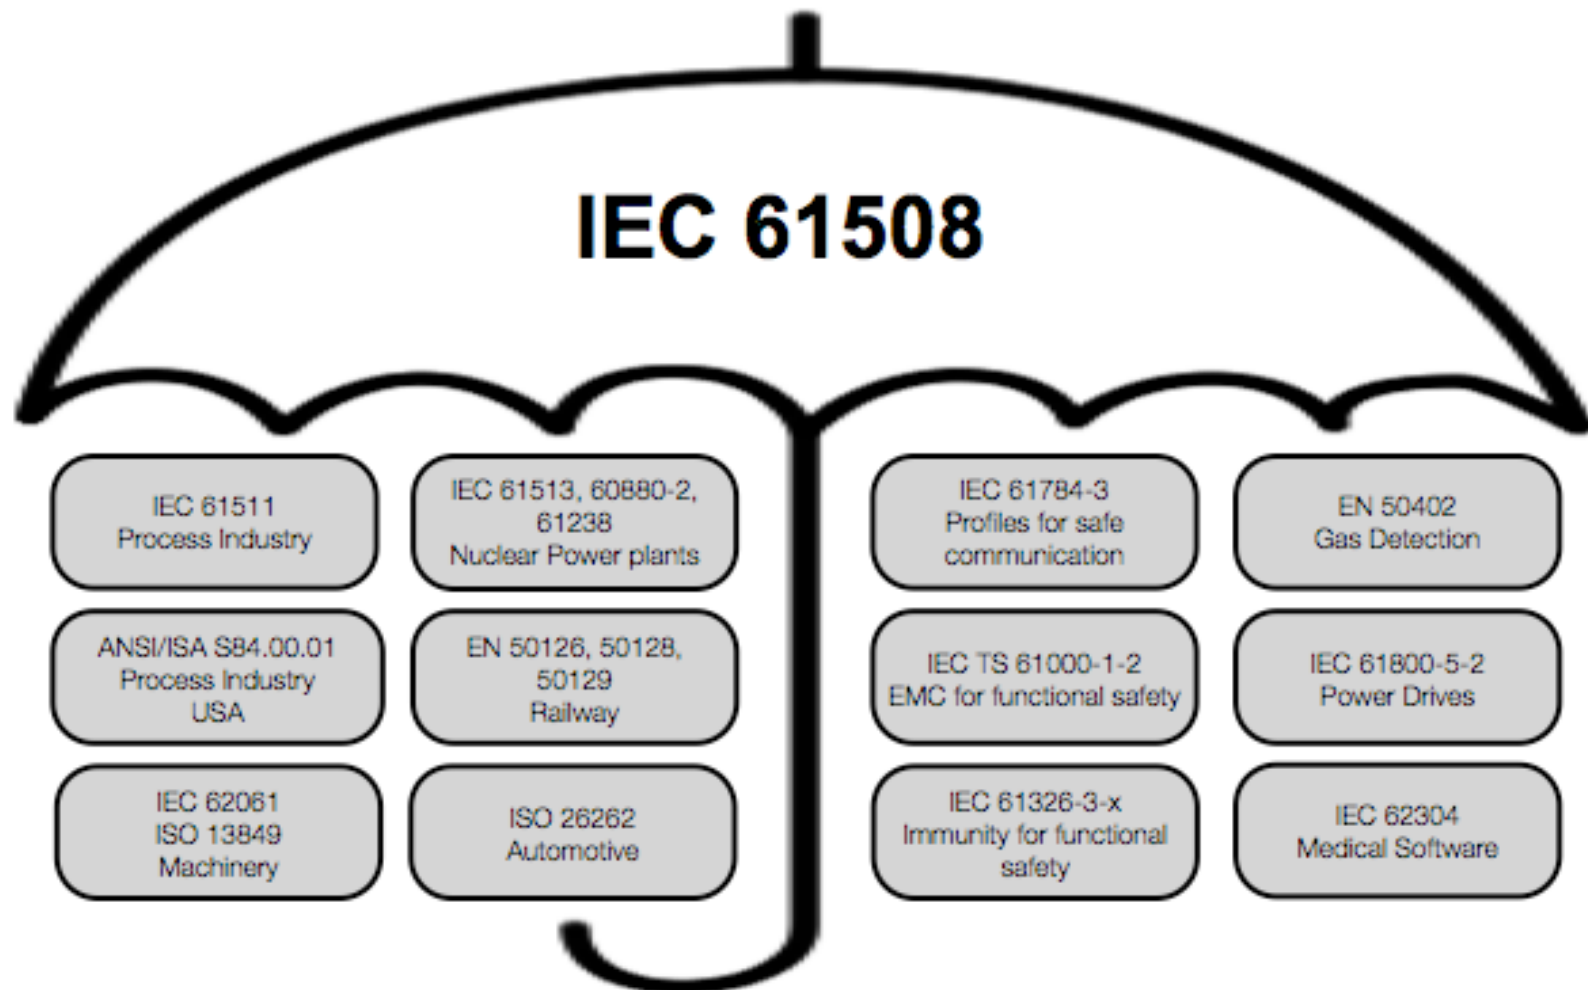 IEC 61508
IEC 61511
Process Industry
IEC 61513, 60880-2,
61238
Nuclear Power plants
IEC 61784-3
Profiles for safe
communication
EN 50402
Gas Detection
ANSI/ISA S84.00.01
Process Industry
USA
EN 50126, 50128,
50129
Railway
IEC TS 61000-1-2
EMC for functional safety
IEC 61800-5-2
Power Drives
IEC 62061
ISO 13849
Machinery
ISO 26262
Automotive
IEC 61326-3-x
Immunity for functional
safety
IEC 62304
Medical Software